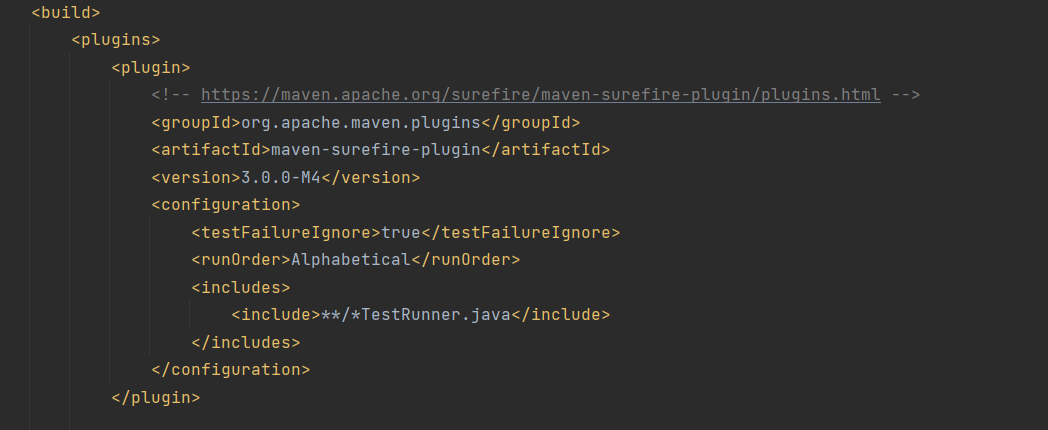 <build>
<plugins>
<plugin>
<!-- https://maven.apache.org/surefire/maven-surefire-plugin/plugins.html -->
<groupId>org.apache.maven.plugins</groupId>
<artifactId>maven-surefire-plugin</artifactId>
<version>3.0.0-M4</version>
<configuration>
<testFailureIgnore>true</testFailureIgnore>
<runOrder>Alphabetical</runOrder>
<includes>
<include>**/*TestRunner.java</include>
</includes>
</configuration>
</plugin>